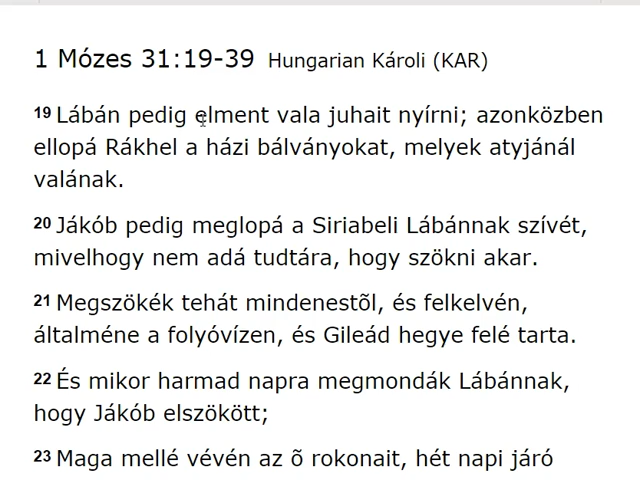 1 Mózes 31:19-39 Hungarian Károli (KAR)
19 Lábán pedig elment vala juhait nyírni; azonközben
ellopá Rákhel a házi bálványokat, melyek atyjánál
valának.
20 Jákób pedig meglopá a Siriabeli Lábánnak szívét,
mivelhogy nem adá tudtára, hogy szökni akar.
21 Megszökék tehát mindenestõl, és felkelvén,
általméne a folyóvízen, és Gileád hegye felé tarta.
22 És mikor harmad napra megmondák Lábánnak,
hogy Jákób elszökött;
23 Maga mellé vévén az õ rokonait, hét napi járó